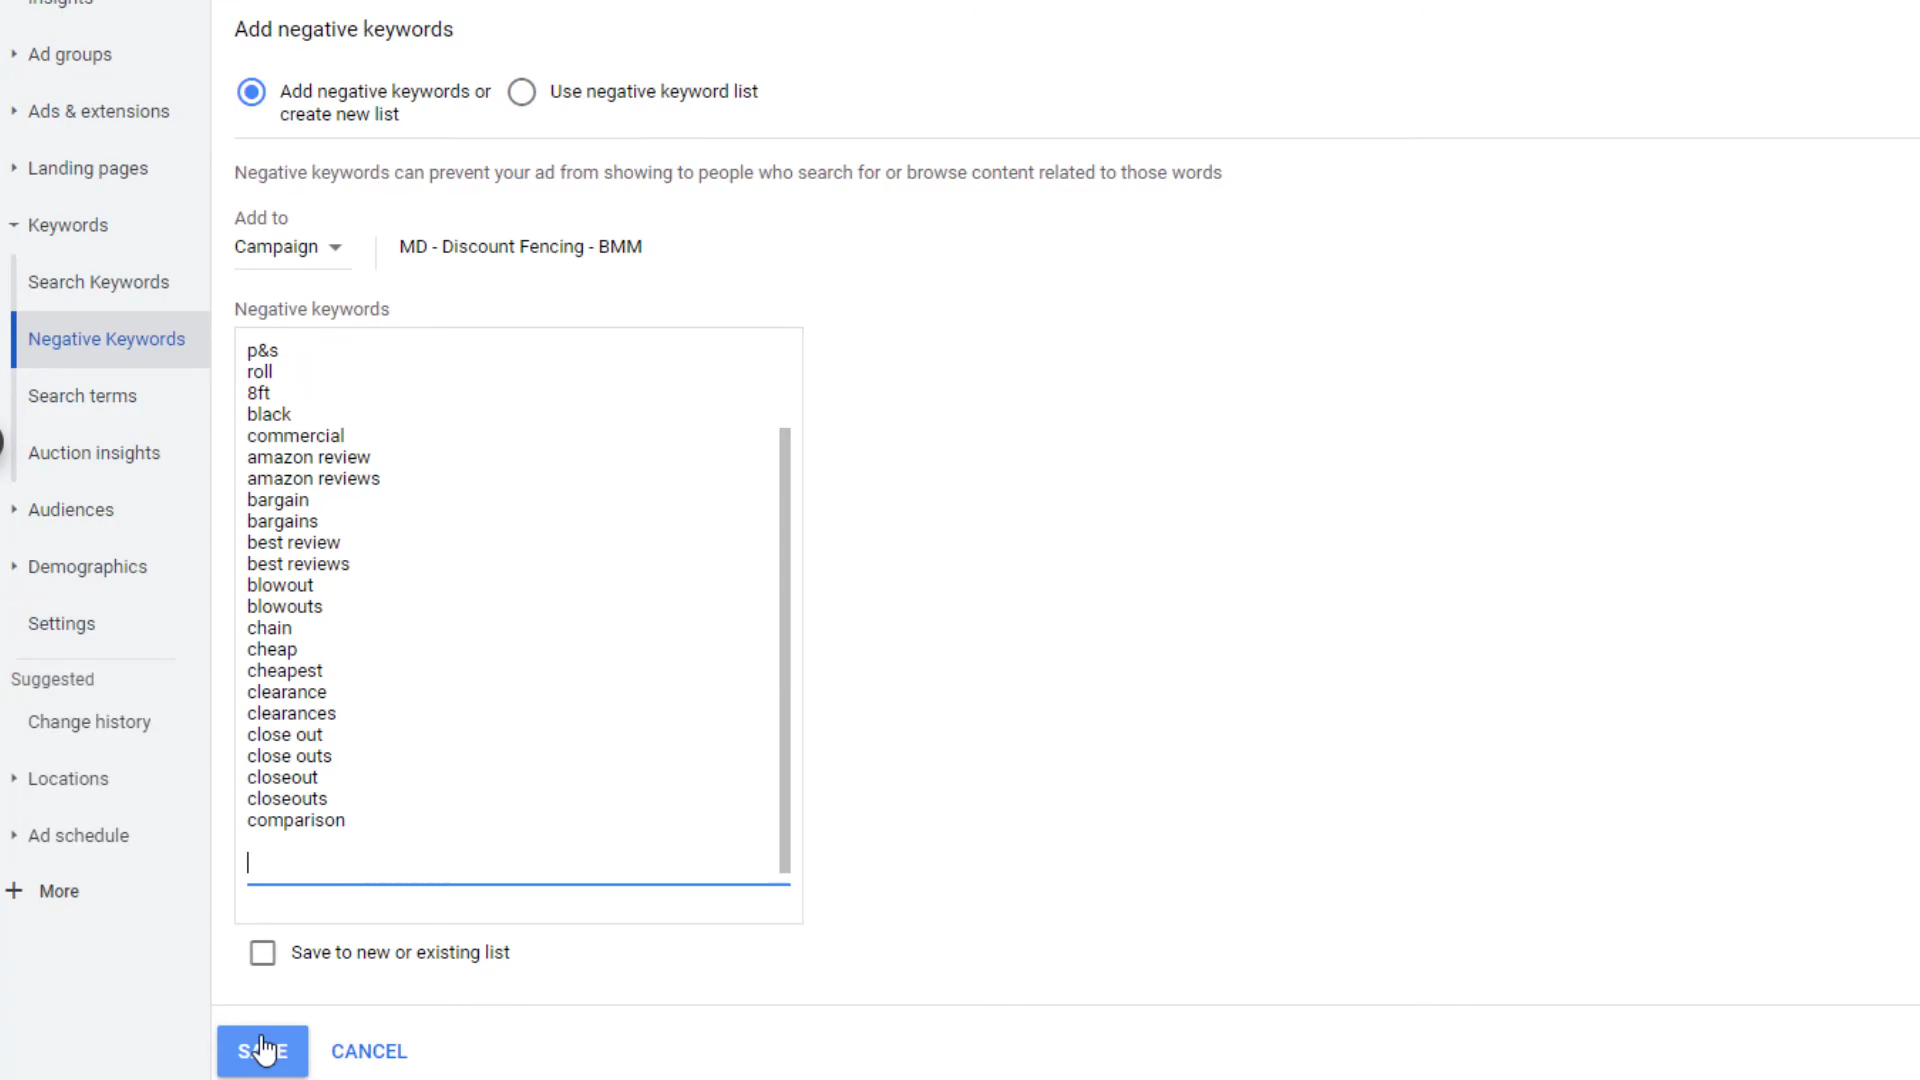 Insights
Ad groups
Ads & extensions
Landing pages
Keywords
Search Keywords
Negative Keywords
Search terms
Auction insights
Audiences
Demographics
Settings
Suggested
Change history
Locations
Ad schedule
More
Add negative keywords
Add negative keywords or
create new list
Use negative keyword list
Negative keywords can prevent your ad from showing to people who search for or browse content related to those words
Add to
Campaign
MD - Discount Fencing - BMM
Negative keywords
p&s
roll
8ft
black
commercial
amazon review
amazon reviews
bargain
bargains
best review
best reviews
blowout
blowouts
chain
cheap
cheapest
clearance
clearances
close out
close outs
closeout
closeouts
comparison
Save to new or existing list
SAVE
CANCEL